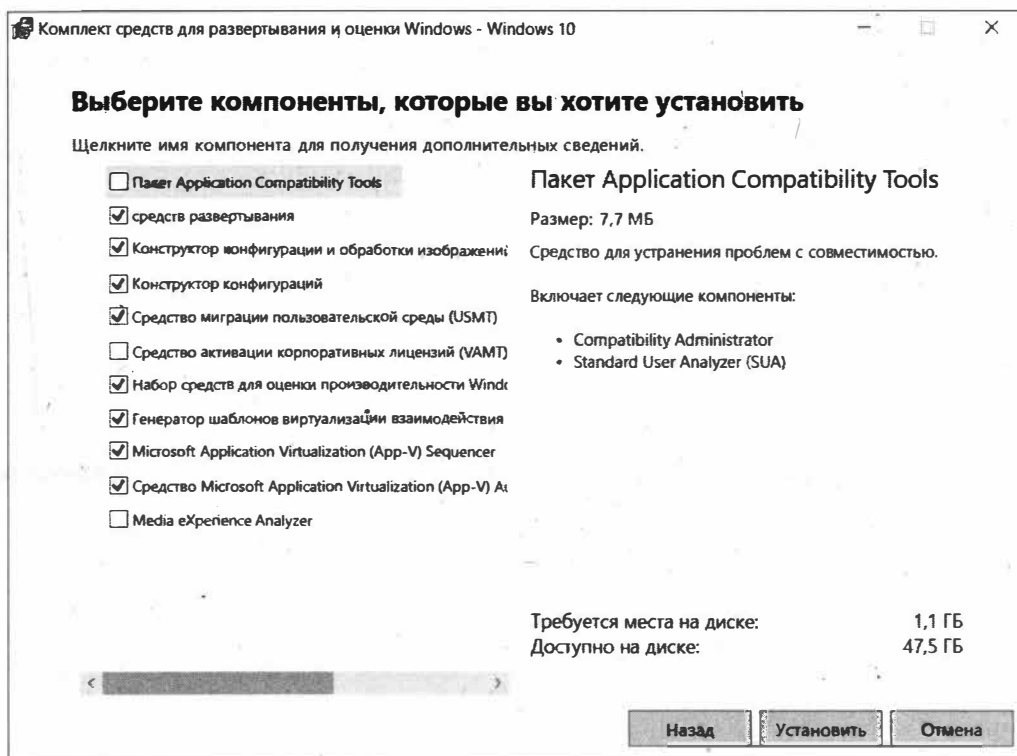 Комплект средств для развертывания и оценки Windows - Windows 10
Выберите компоненты, которые вы хотите установить
Щелкните имя компонента для получения дополнительных сведений.
Пакет Application Compatibility Tools
средств развертывания
Конструктор конфигурации и обработки изображений
Конструктор конфигураций
Средство миграции пользовательской среды (USMT)
Средство активации корпоративных лицензий (VAMT)
Набор средств для оценки производительности Windo
Генератор шаблонов виртуализации взаимодействия
Microsoft Application Virtualization (App-V) Sequencer
Средство Microsoft Application Virtualization (App-V) Au
Media eXperience Analyzer
Пакет Application Compatibility Tools
Размер: 7,7 МБ
Средство для устранения проблем с совместимостью.
Включает следующие компоненты:
• Compatibility Administrator
• Standard User Analyzer (SUA)
Требуется места на диске: 1,1 ГБ
Доступно на диске: 47,5 ГБ
Назад Установить Отмена